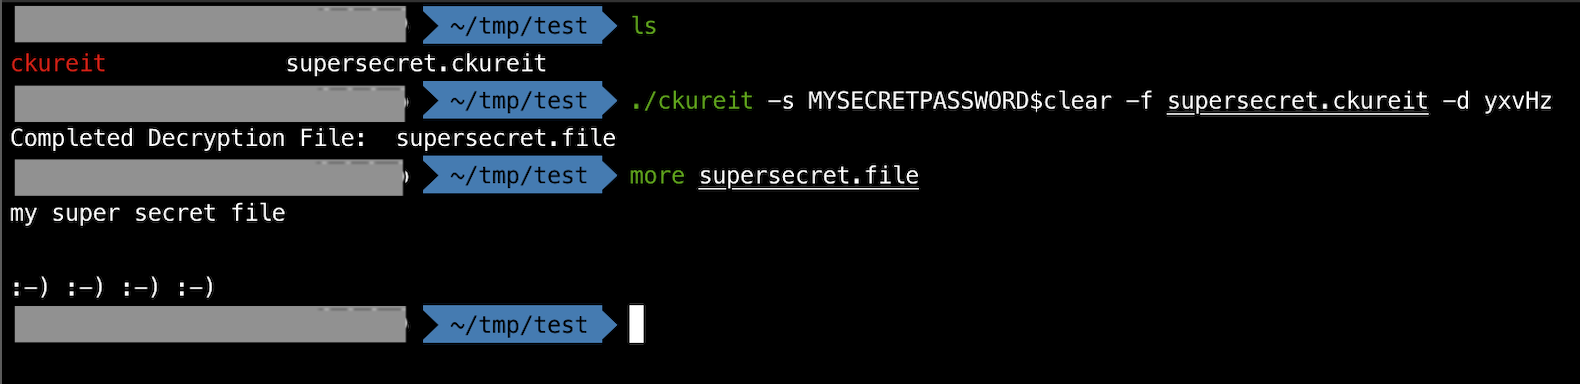 ~/tmp/test ls
ckureit supersecret.ckureit
~/tmp/test ./ckureit -s MYSECRETPASSWORD$clear -f supersecret.ckureit -d yxvHz
Completed Decryption File: supersecret.file
~/tmp/test more supersecret.file
my super secret file
:-) :-) :-) :-)
~/tmp/test